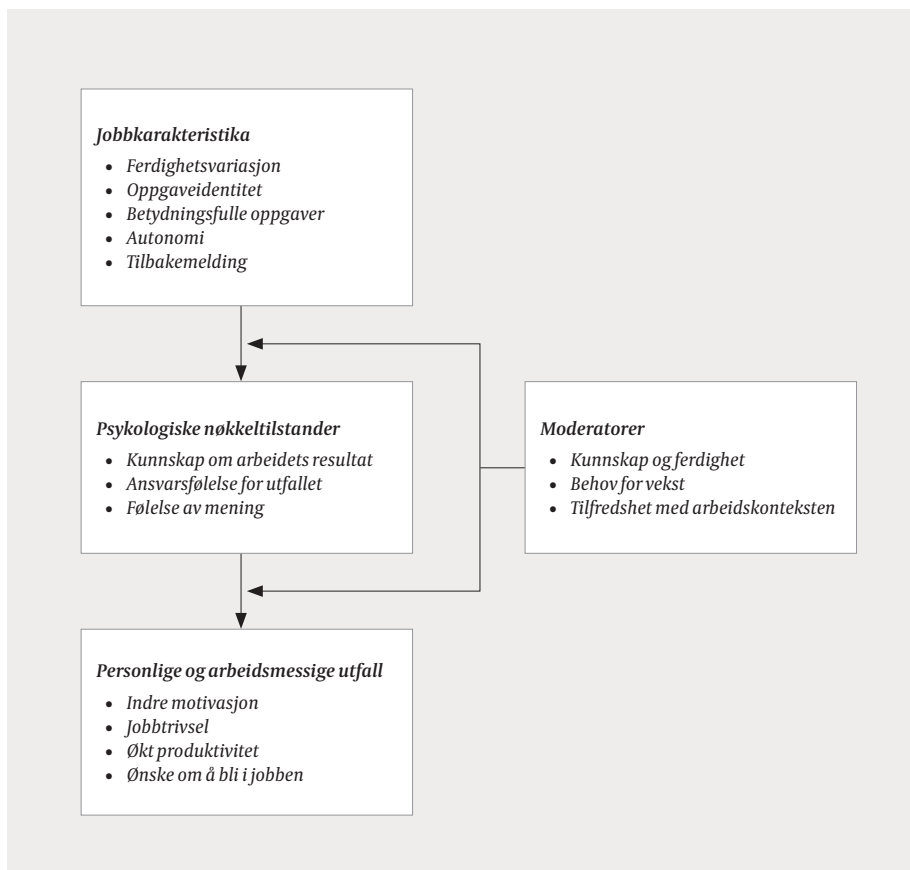 Jobbkarakteristika
• Ferdighetsvariasjon
• Oppgaveidentitet
• Betydningsfulle oppgaver
• Autonomi
• Tilbakemelding
Psykologiske nøkkeltilstander
• Kunnskap om arbeidets resultat
• Ansvarsfølelse for utfallet
• Følelse av mening
Moderatorer
• Kunnskap og ferdighet
• Behov for vekst
• Tilfredshet med arbeidskonteksten
Personlige og arbeidsmessige utfall
• Indre motivasjon
• Jobbtrivsel
• Økt produktivitet
• Ønske om å bli i jobben